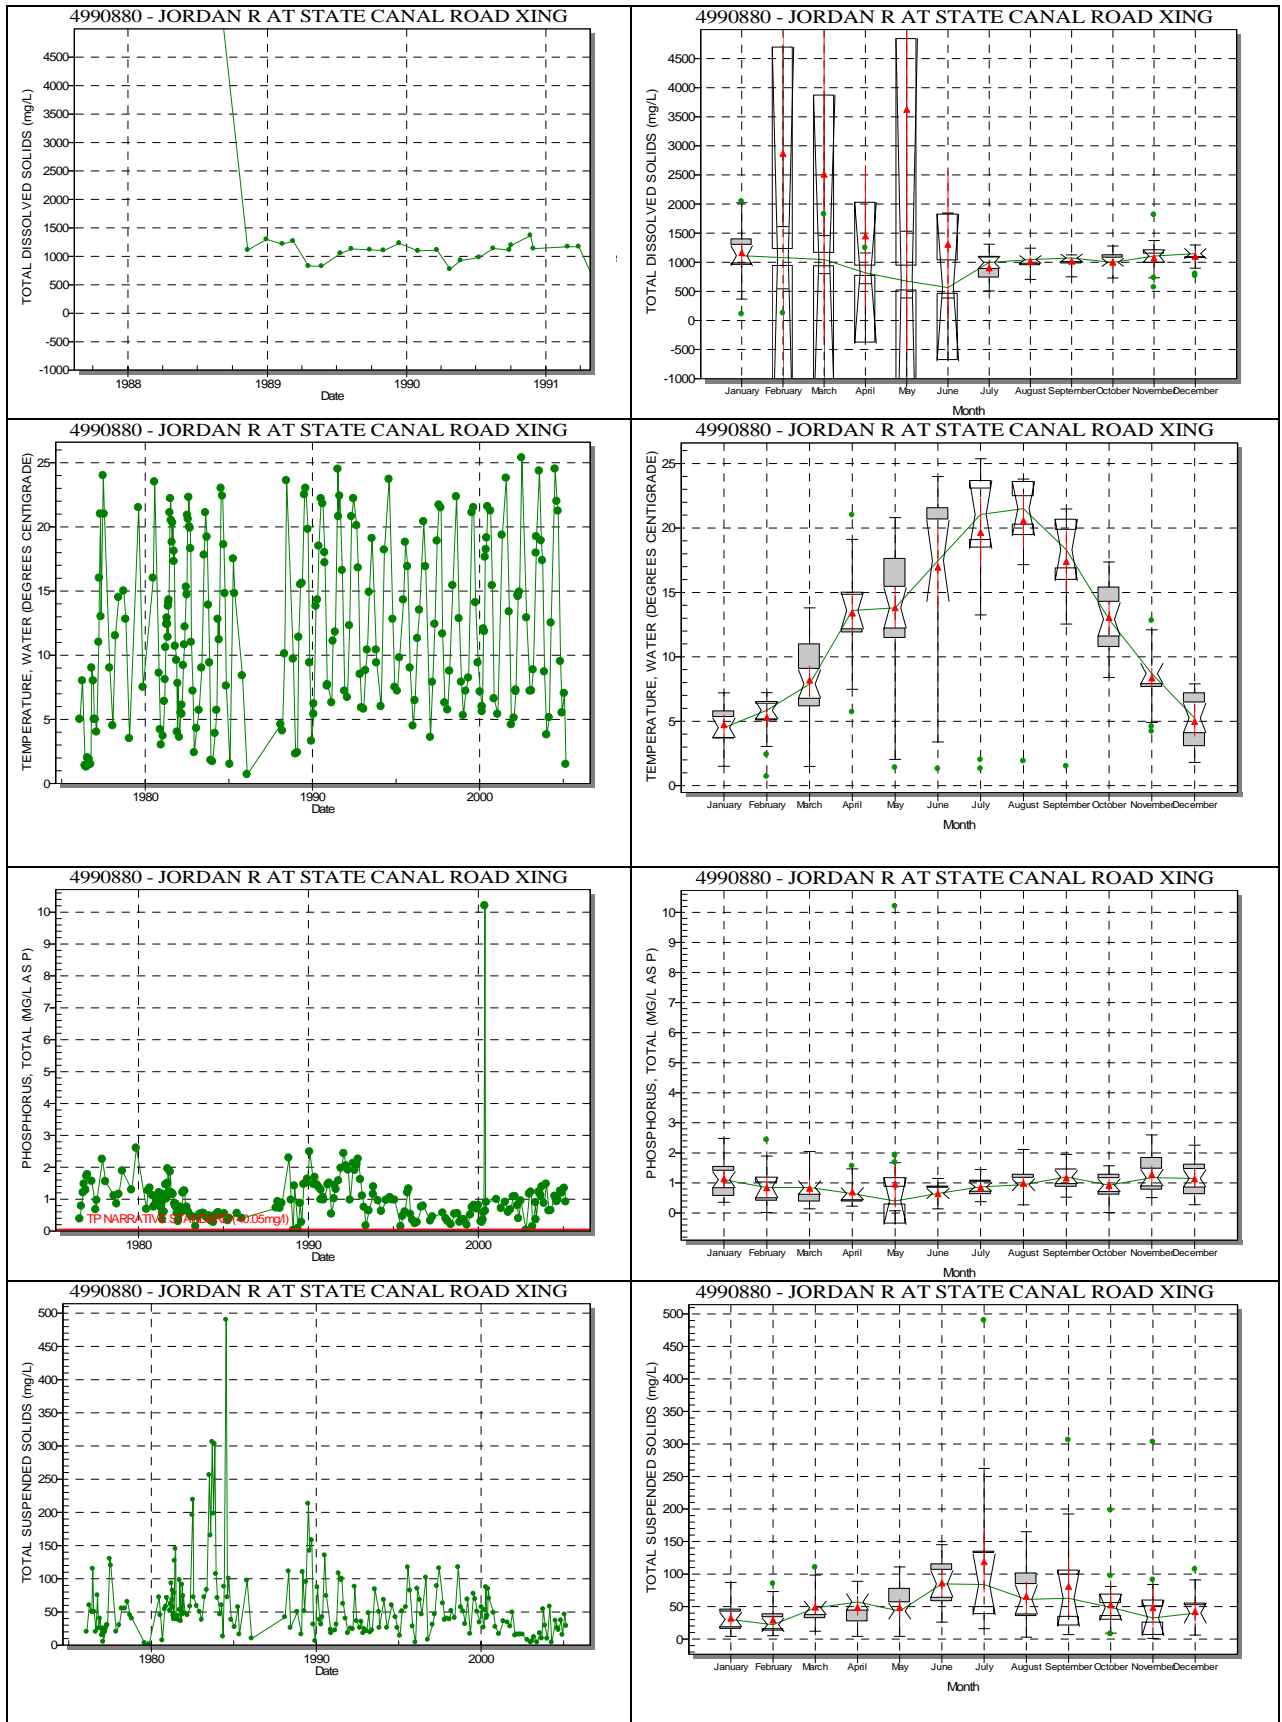 4990880 - JORDAN R AT STATE CANAL ROAD XING
TOTAL DISSOLVED SOLIDS (mg/L)
4500
4000
3500
3000
2500
2000
1500
1000
500
0
-500
-1000
1988 1989 1990 1991
Date
4990880 - JORDAN R AT STATE CANAL ROAD XING
TOTAL DISSOLVED SOLIDS (mg/L)
4500
4000
3500
3000
2500
2000
1500
1000
500
0
-500
-1000
January February March April May June July August September October November December
Month
4990880 - JORDAN R AT STATE CANAL ROAD XING
TEMPERATURE, WATER (DEGREES CENTIGRADE)
25
20
15
10
5
0
1980 1990 2000
Date
4990880 - JORDAN R AT STATE CANAL ROAD XING
TEMPERATURE, WATER (DEGREES CENTIGRADE)
25
20
15
10
5
0
January February March April May June July August September October November December
Month
4990880 - JORDAN R AT STATE CANAL ROAD XING
PHOSPHORUS, TOTAL (MG/L AS P)
10
9
8
7
6
5
4
3
2
1
0
TP NARRATIVE STANDARD (>0.05mg/l)
1980 1990 2000
Date
4990880 - JORDAN R AT STATE CANAL ROAD XING
PHOSPHORUS, TOTAL (MG/L AS P)
10
9
8
7
6
5
4
3
2
1
0
January February March April May June July August September October November December
Month
4990880 - JORDAN R AT STATE CANAL ROAD XING
TOTAL SUSPENDED SOLIDS (mg/L)
500
450
400
350
300
250
200
150
100
50
0
1980 1990 2000
Date
4990880 - JORDAN R AT STATE CANAL ROAD XING
TOTAL SUSPENDED SOLIDS (mg/L)
500
450
400
350
300
250
200
150
100
50
0
January February March April May June July August September October November December
Month